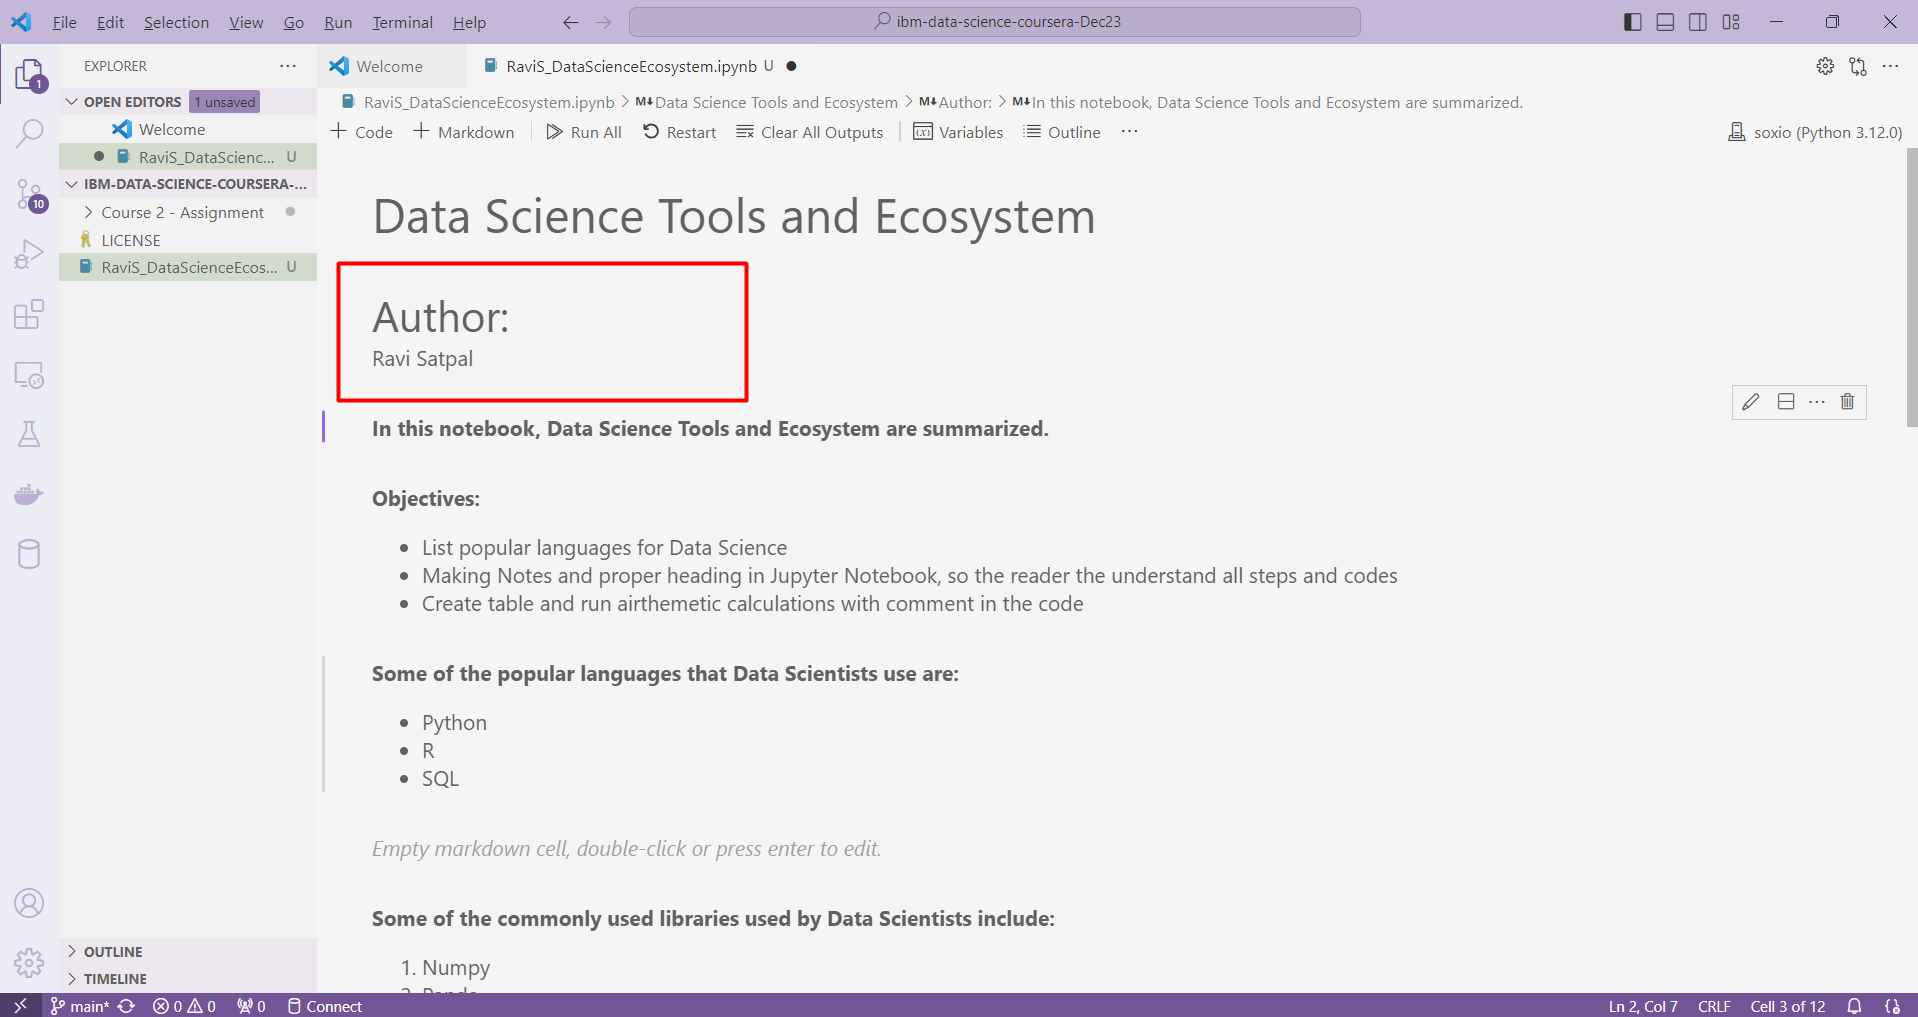 File Edit Selection View Go Run Terminal Help
ibm-data-science-coursera-Dec23
EXPLORER
1
OPEN EDITORS 1 unsaved
Welcome
RaviS_DataScienc... U
IBM-DATA-SCIENCE-COURSERA-...
Course 2 - Assignment
LICENSE
RaviS_DataScienceEcos... U
10
OUTLINE
TIMELINE
Welcome RaviS_DataScienceEcosystem.ipynb U
RaviS_DataScienceEcosystem.ipynb > M↓Data Science Tools and Ecosystem > M↓Author: > M↓In this notebook, Data Science Tools and Ecosystem are summarized.
+ Code + Markdown Run All Restart Clear All Outputs Variables Outline ... soxio (Python 3.12.0)
Data Science Tools and Ecosystem
Author:
Ravi Satpal
In this notebook, Data Science Tools and Ecosystem are summarized.
Objectives:
• List popular languages for Data Science
• Making Notes and proper heading in Jupyter Notebook, so the reader the understand all steps and codes
• Create table and run airthemetic calculations with comment in the code
Some of the popular languages that Data Scientists use are:
• Python
• R
• SQL
Empty markdown cell, double-click or press enter to edit.
Some of the commonly used libraries used by Data Scientists include:
1. Numpy
main* 0 0 0 Connect Ln 2, Col 7 CRLF Cell 3 of 12